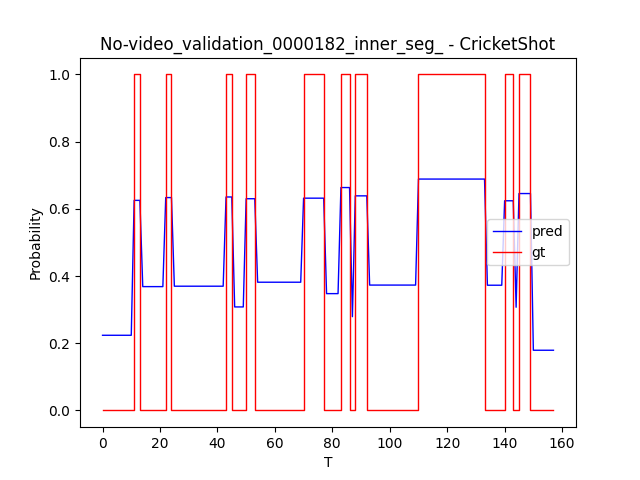 No-video_validation_0000182_inner_seg_ - CricketShot
1.0
0.8
0.6
0.4
0.2
0.0
Probability
pred
gt
0 20 40 60 80 100 120 140 160
T